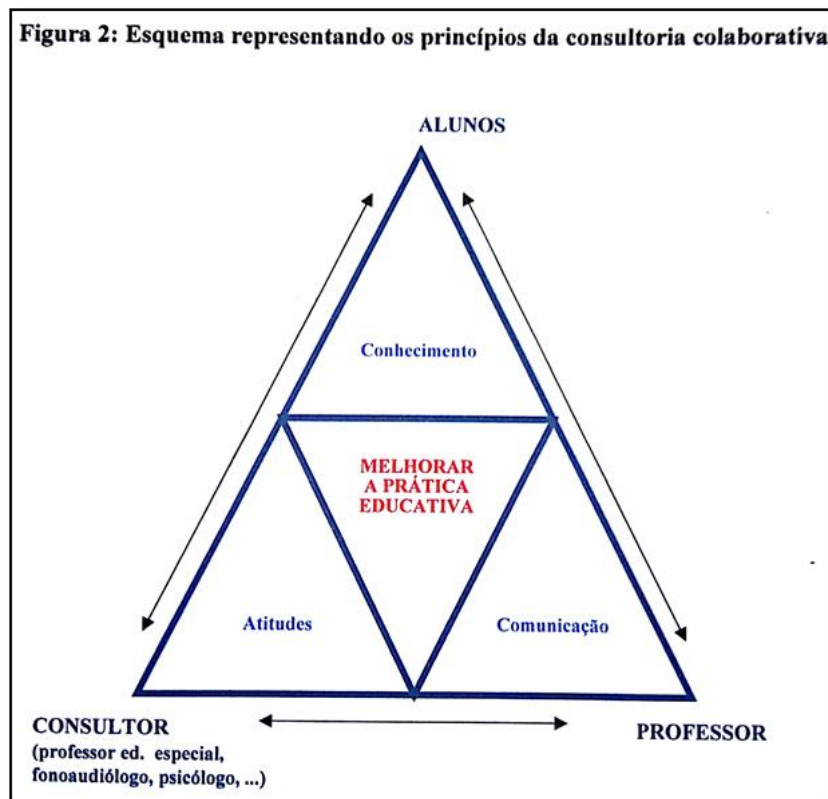 Figura 2: Esquema representando os princípios da consultoria colaborativa
ALUNOS
Conhecimento
MELHORAR
A PRÁTICA
EDUCATIVA
Atitudes
Comunicação
CONSULTOR
(professor ed. especial,
fonoaudiólogo, psicólogo, ...)
PROFESSOR